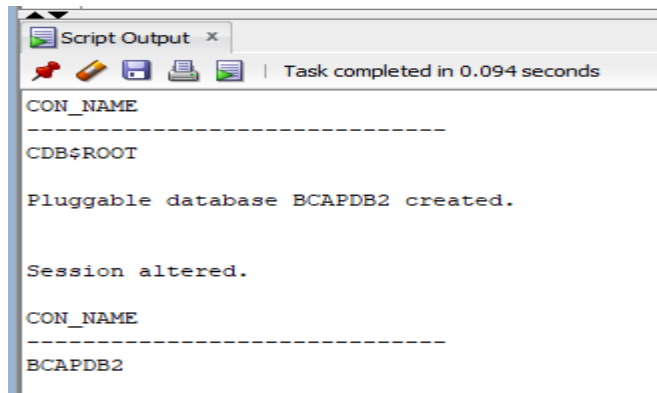 Script Output ×
Task completed in 0.094 seconds
CON_NAME
------------------------------
CDB$ROOT
Pluggable database BCAPDB2 created.
Session altered.
CON_NAME
------------------------------
BCAPDB2